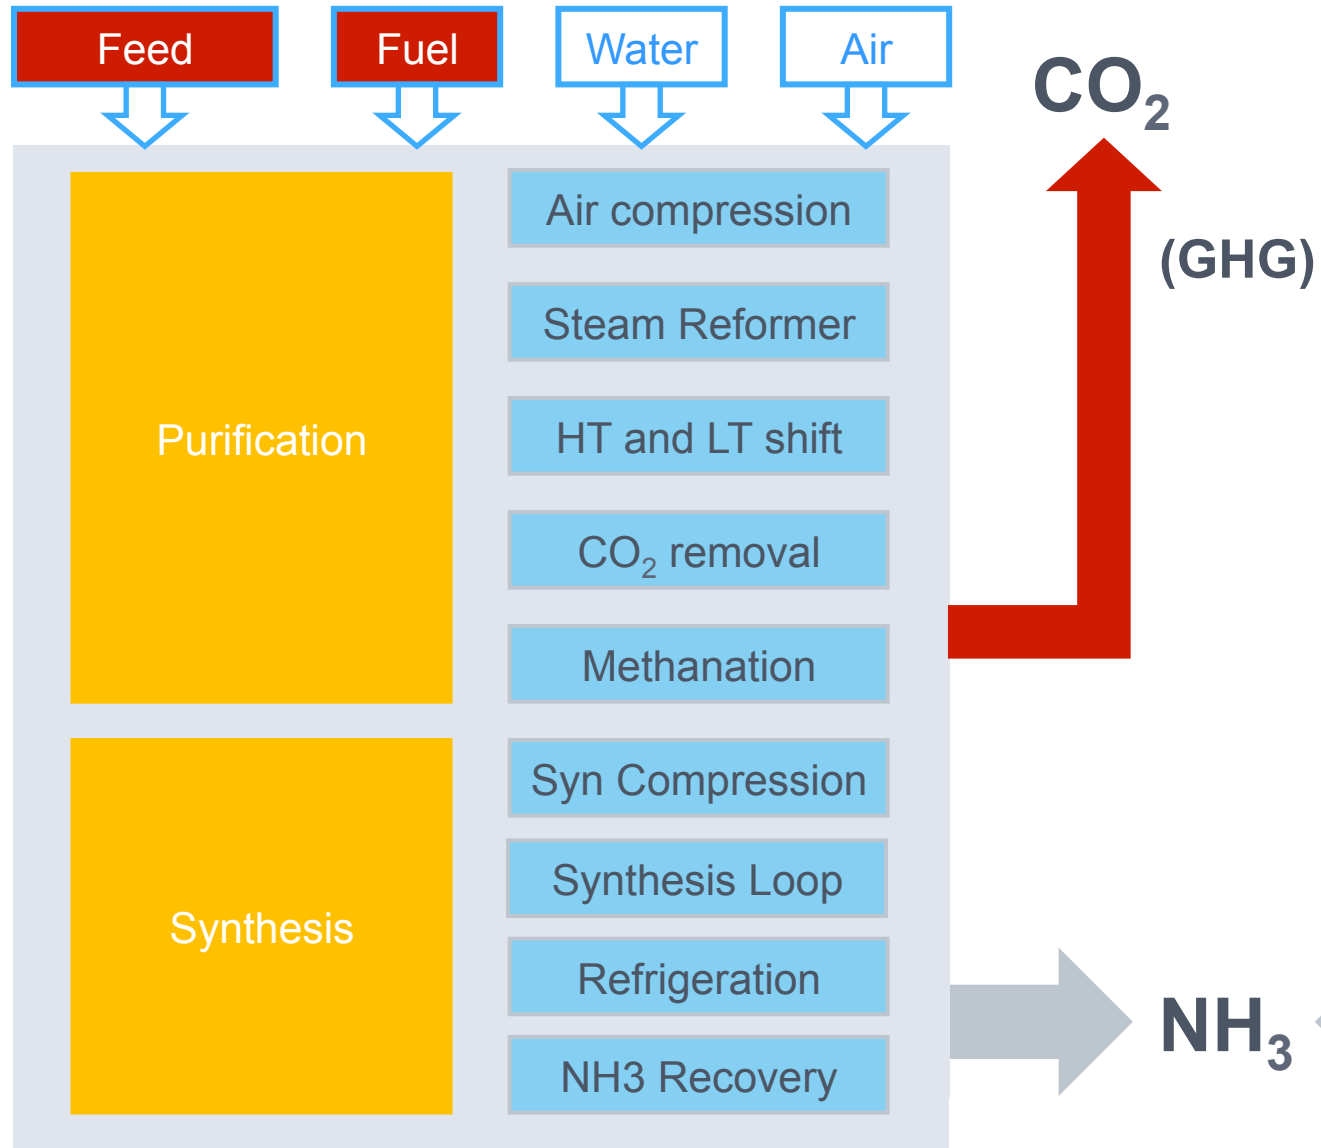 Feed
Fuel
Water
Air
CO₂
(GHG)
Purification
Air compression
Steam Reformer
HT and LT shift
CO₂ removal
Methanation
Synthesis
Syn Compression
Synthesis Loop
Refrigeration
NH3 Recovery
NH₃